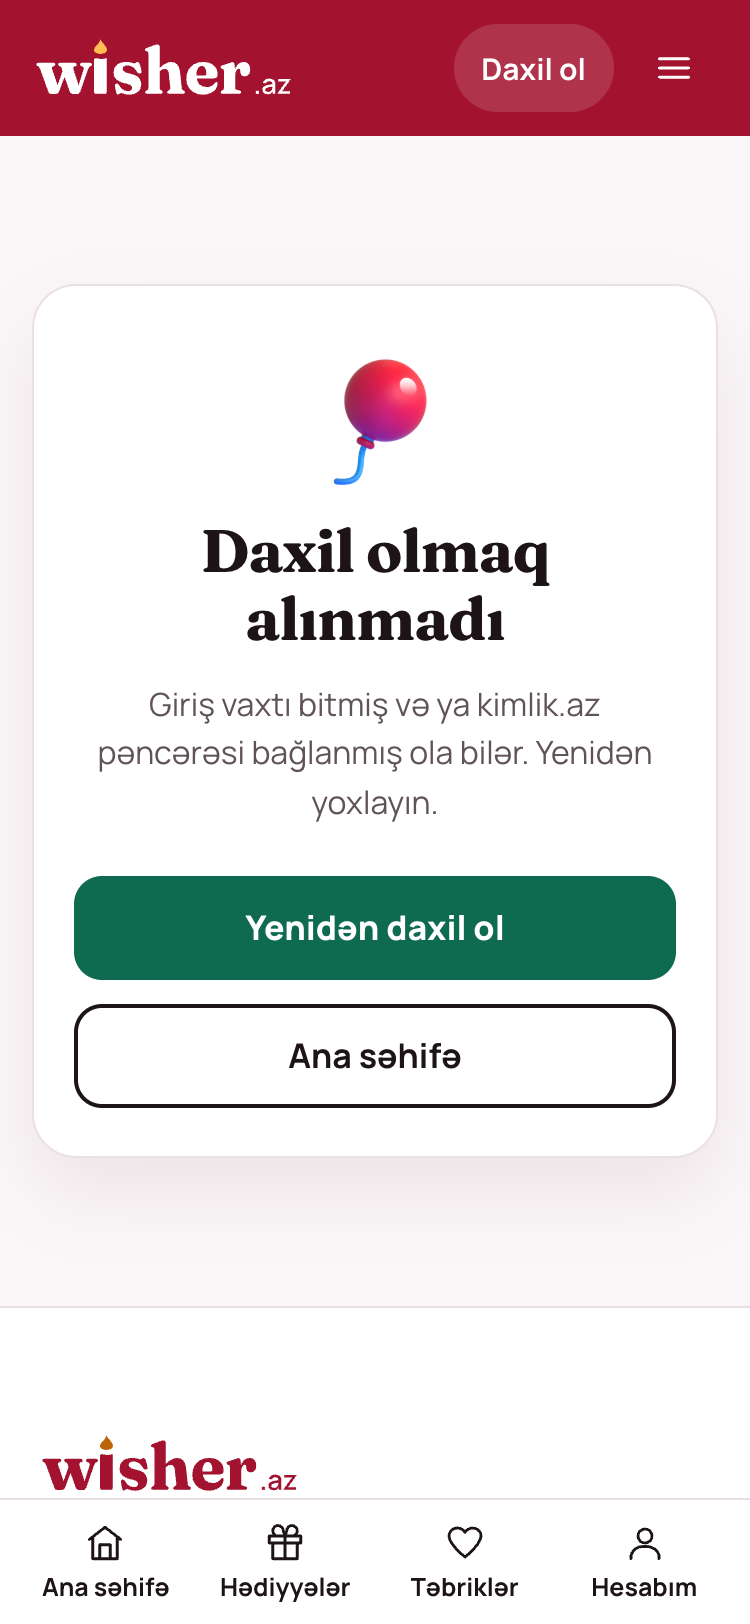 wisher.az
Daxil ol
Daxil olmaq
alınmadı
Giriş vaxtı bitmiş və ya kimlik.az
pəncərəsi bağlanmış ola bilər. Yenidən
yoxlayın.
Yenidən daxil ol
Ana səhifə
wisher.az
Ana səhifə
Hədiyyələr
Təbriklər
Hesabım